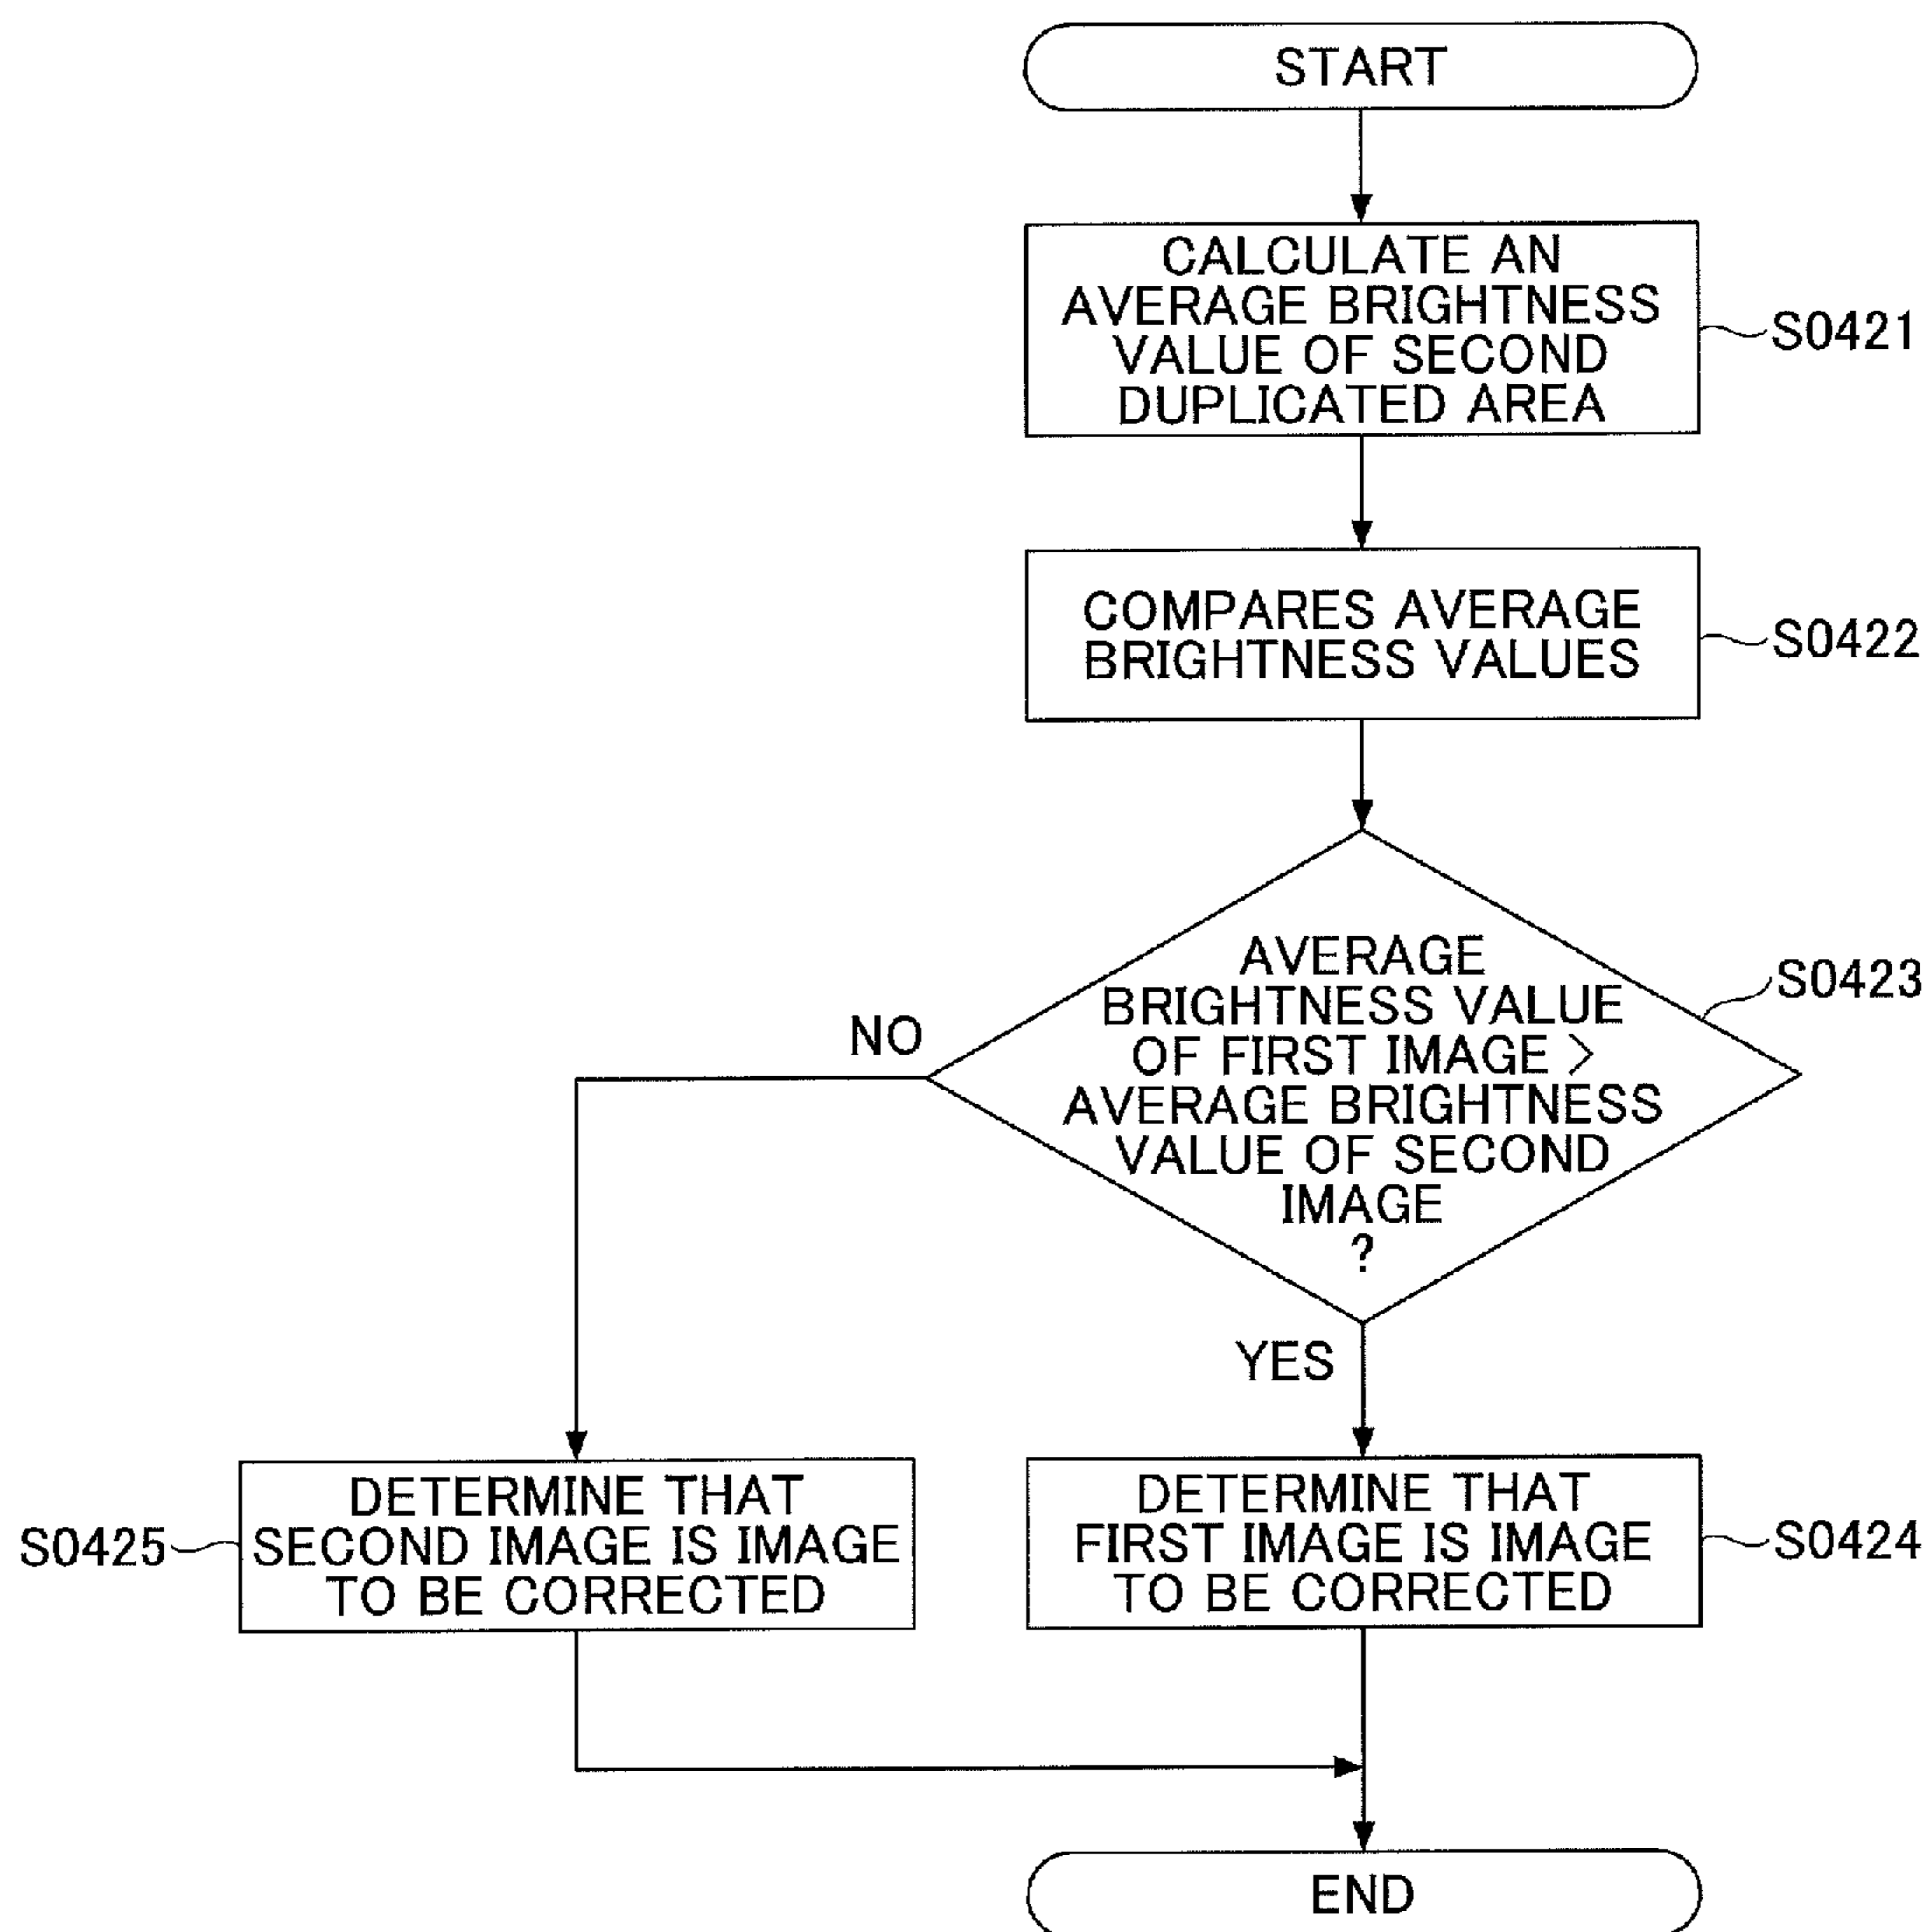 START
CALCULATE AN
AVERAGE BRIGHTNESS
VALUE OF SECOND
DUPLICATED AREA
S0421
COMPARES AVERAGE
BRIGHTNESS VALUES
S0422
AVERAGE
BRIGHTNESS VALUE
OF FIRST IMAGE >
AVERAGE BRIGHTNESS
VALUE OF SECOND
IMAGE
?
S0423
NO
YES
S0425
DETERMINE THAT
SECOND IMAGE IS IMAGE
TO BE CORRECTED
DETERMINE THAT
FIRST IMAGE IS IMAGE
TO BE CORRECTED
S0424
END